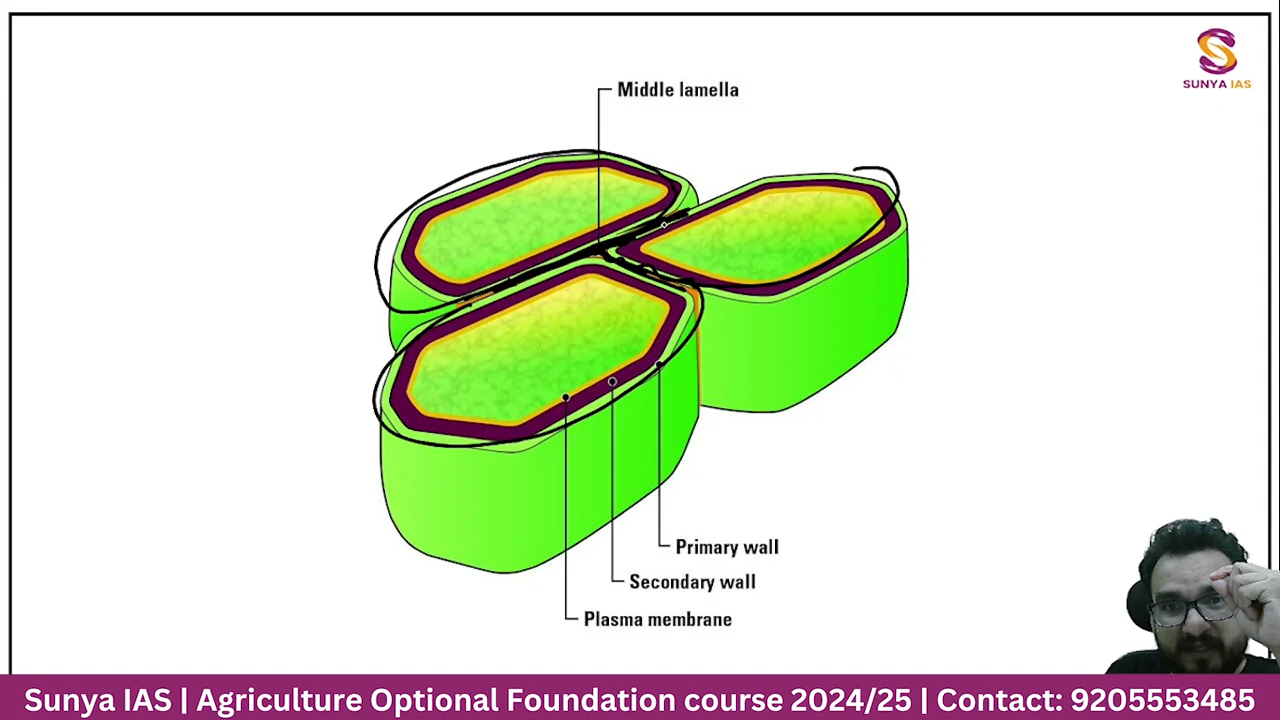 SUNYA IAS
Middle lamella
Primary wall
Secondary wall
Plasma membrane
Sunya IAS | Agriculture Optional Foundation course 2024/25 | Contact: 9205553485